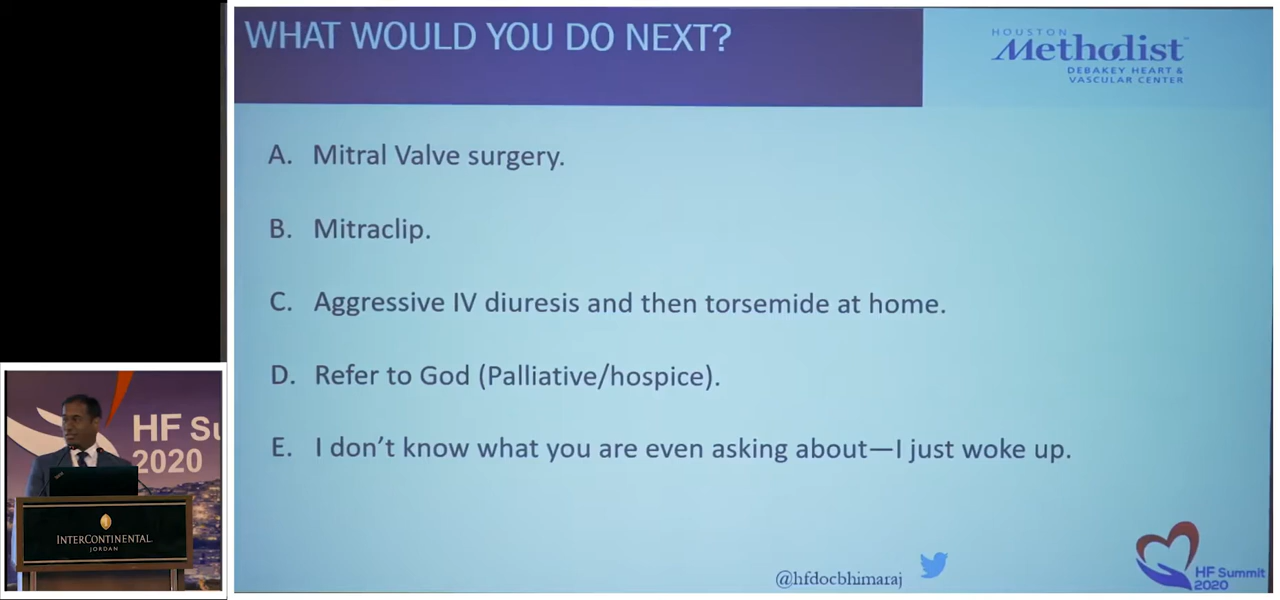 WHAT WOULD YOU DO NEXT?
HOUSTON
Methodist
DEBAKEY HEART &
VASCULAR CENTER
A. Mitral Valve surgery.
B. Mitraclip.
C. Aggressive IV diuresis and then torsemide at home.
D. Refer to God (Palliative/hospice).
E. I don't know what you are even asking about—I just woke up.
HF Su
2020
INTERCONTINENTAL
JORDAN
@hfdocbhimaraj
HF Summit
2020